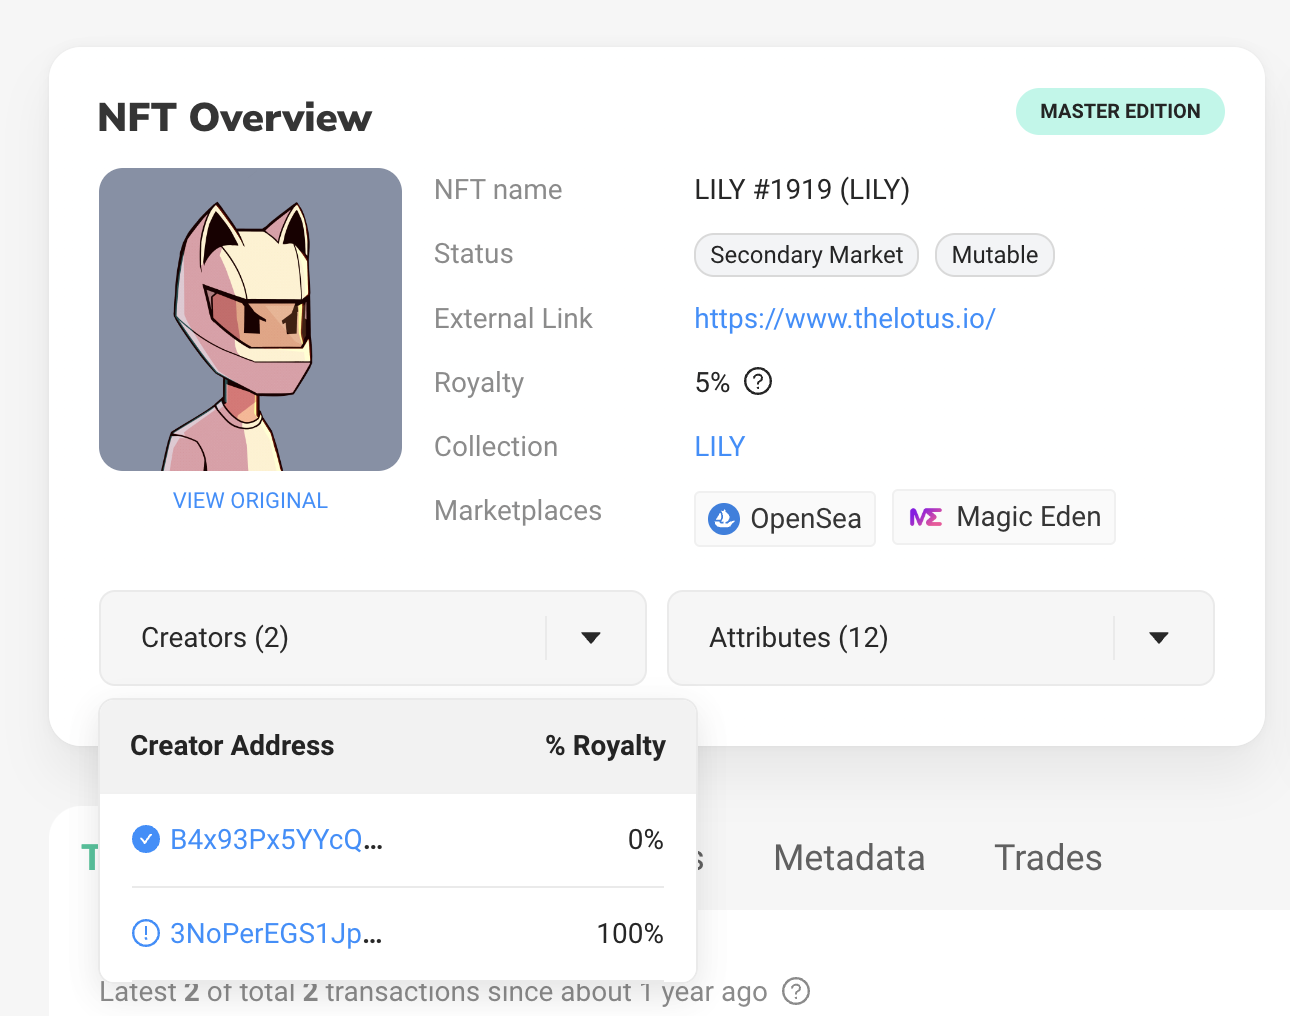 NFT Overview
MASTER EDITION
NFT name
LILY #1919 (LILY)
Status
Secondary Market
Mutable
External Link
https://www.thelotus.io/
Royalty
5%
Collection
LILY
VIEW ORIGINAL
Marketplaces
OpenSea
Magic Eden
Creators (2)
Attributes (12)
Creator Address
% Royalty
B4x93Px5YYcQ...
0%
Metadata
Trades
3NoPerEGS1Jp...
100%
Latest 2 of total 2 transactions since about 1 year ago